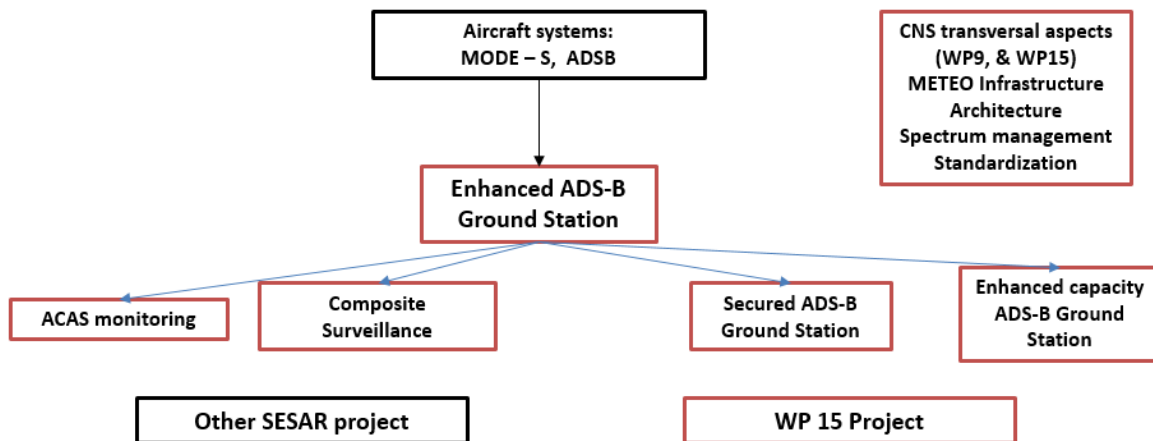 Aircraft systems:
MODE – S, ADSB
CNS transversal aspects
(WP9, & WP15)
METEO Infrastructure
Architecture
Spectrum management
Standardization
Enhanced ADS-B
Ground Station
ACAS monitoring
Composite
Surveillance
Secured ADS-B
Ground Station
Enhanced capacity
ADS-B Ground
Station
Other SESAR project
WP 15 Project